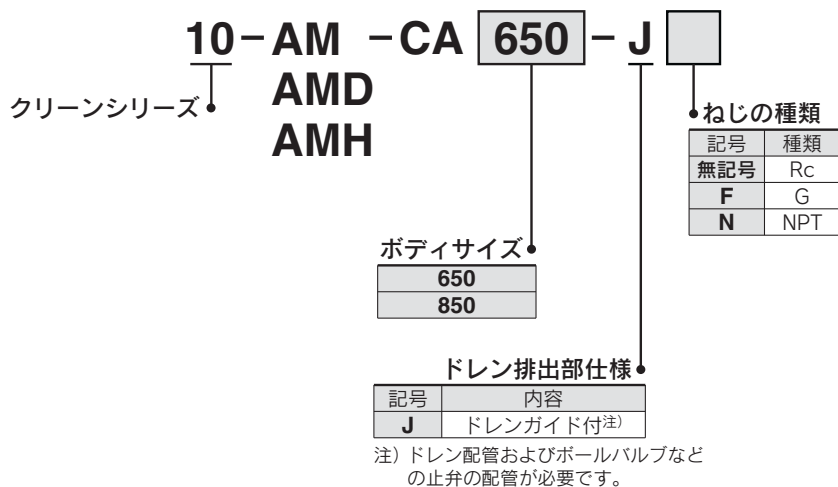 10-AM -CA 650 - J
AMD
AMH
クリーンシリーズ
ねじの種類
記号 種類
無記号 Rc
F G
N NPT
ボディサイズ
650
850
ドレン排出部仕様
記号 内容
J ドレンガイド付注)
注) ドレン配管およびボールバルブなど
の止弁の配管が必要です。